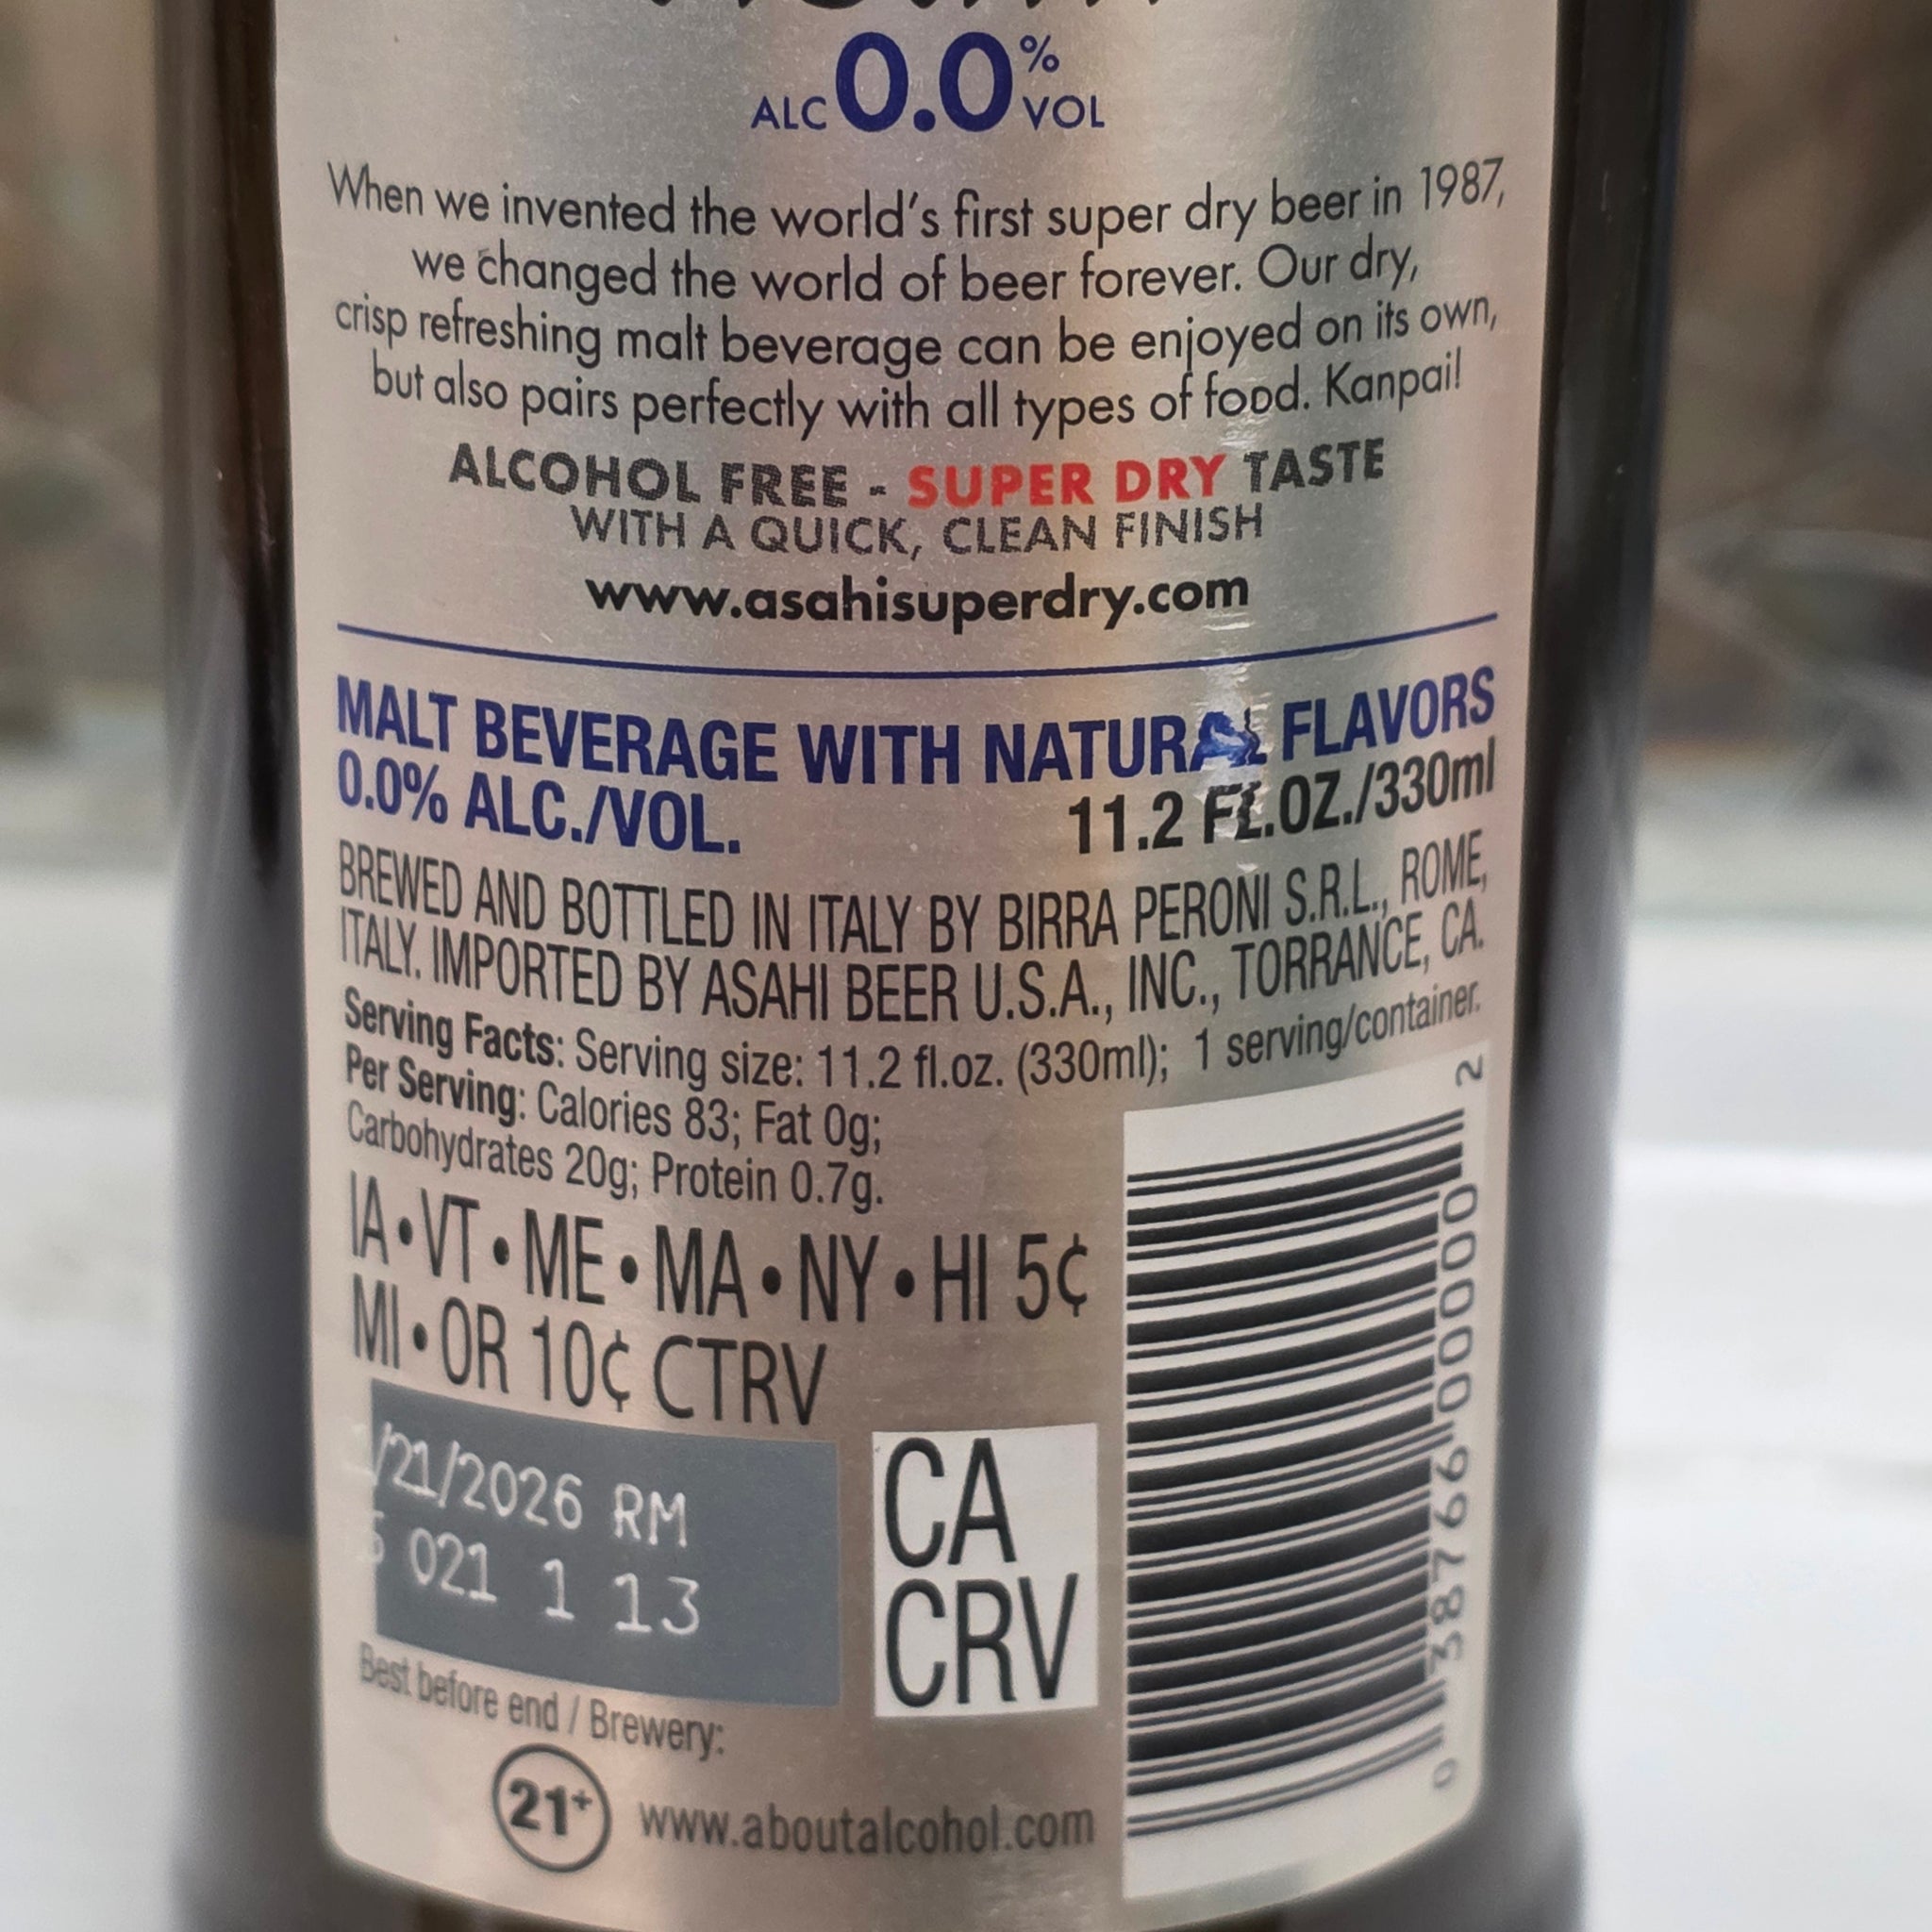 ALC 0.0% VOL
When we invented the world's first super dry beer in 1987,
we changed the world of beer forever. Our dry,
crisp refreshing malt beverage can be enjoyed on its own,
but also pairs perfectly with all types of food. Kanpai!
ALCOHOL FREE - SUPER DRY TASTE
WITH A QUICK, CLEAN FINISH
www.asahisuperdry.com
MALT BEVERAGE WITH NATURAL FLAVORS
0.0% ALC./VOL. 11.2 FL.OZ./330ml
BREWED AND BOTTLED IN ITALY BY BIRRA PERONI S.R.L., ROME,
ITALY. IMPORTED BY ASAHI BEER U.S.A., INC., TORRANCE, CA.
Serving Facts: Serving size: 11.2 fl.oz. (330ml); 1 serving/container.
Per Serving: Calories 83; Fat 0g;
Carbohydrates 20g; Protein 0.7g.
IA•VT•ME•MA•NY•HI 5¢
MI•OR 10¢ CTRV
/21/2026 RM
021 1 13
CA
CRV
Best before end / Brewery:
21+ www.aboutalcohol.com
0 38766 00000 2